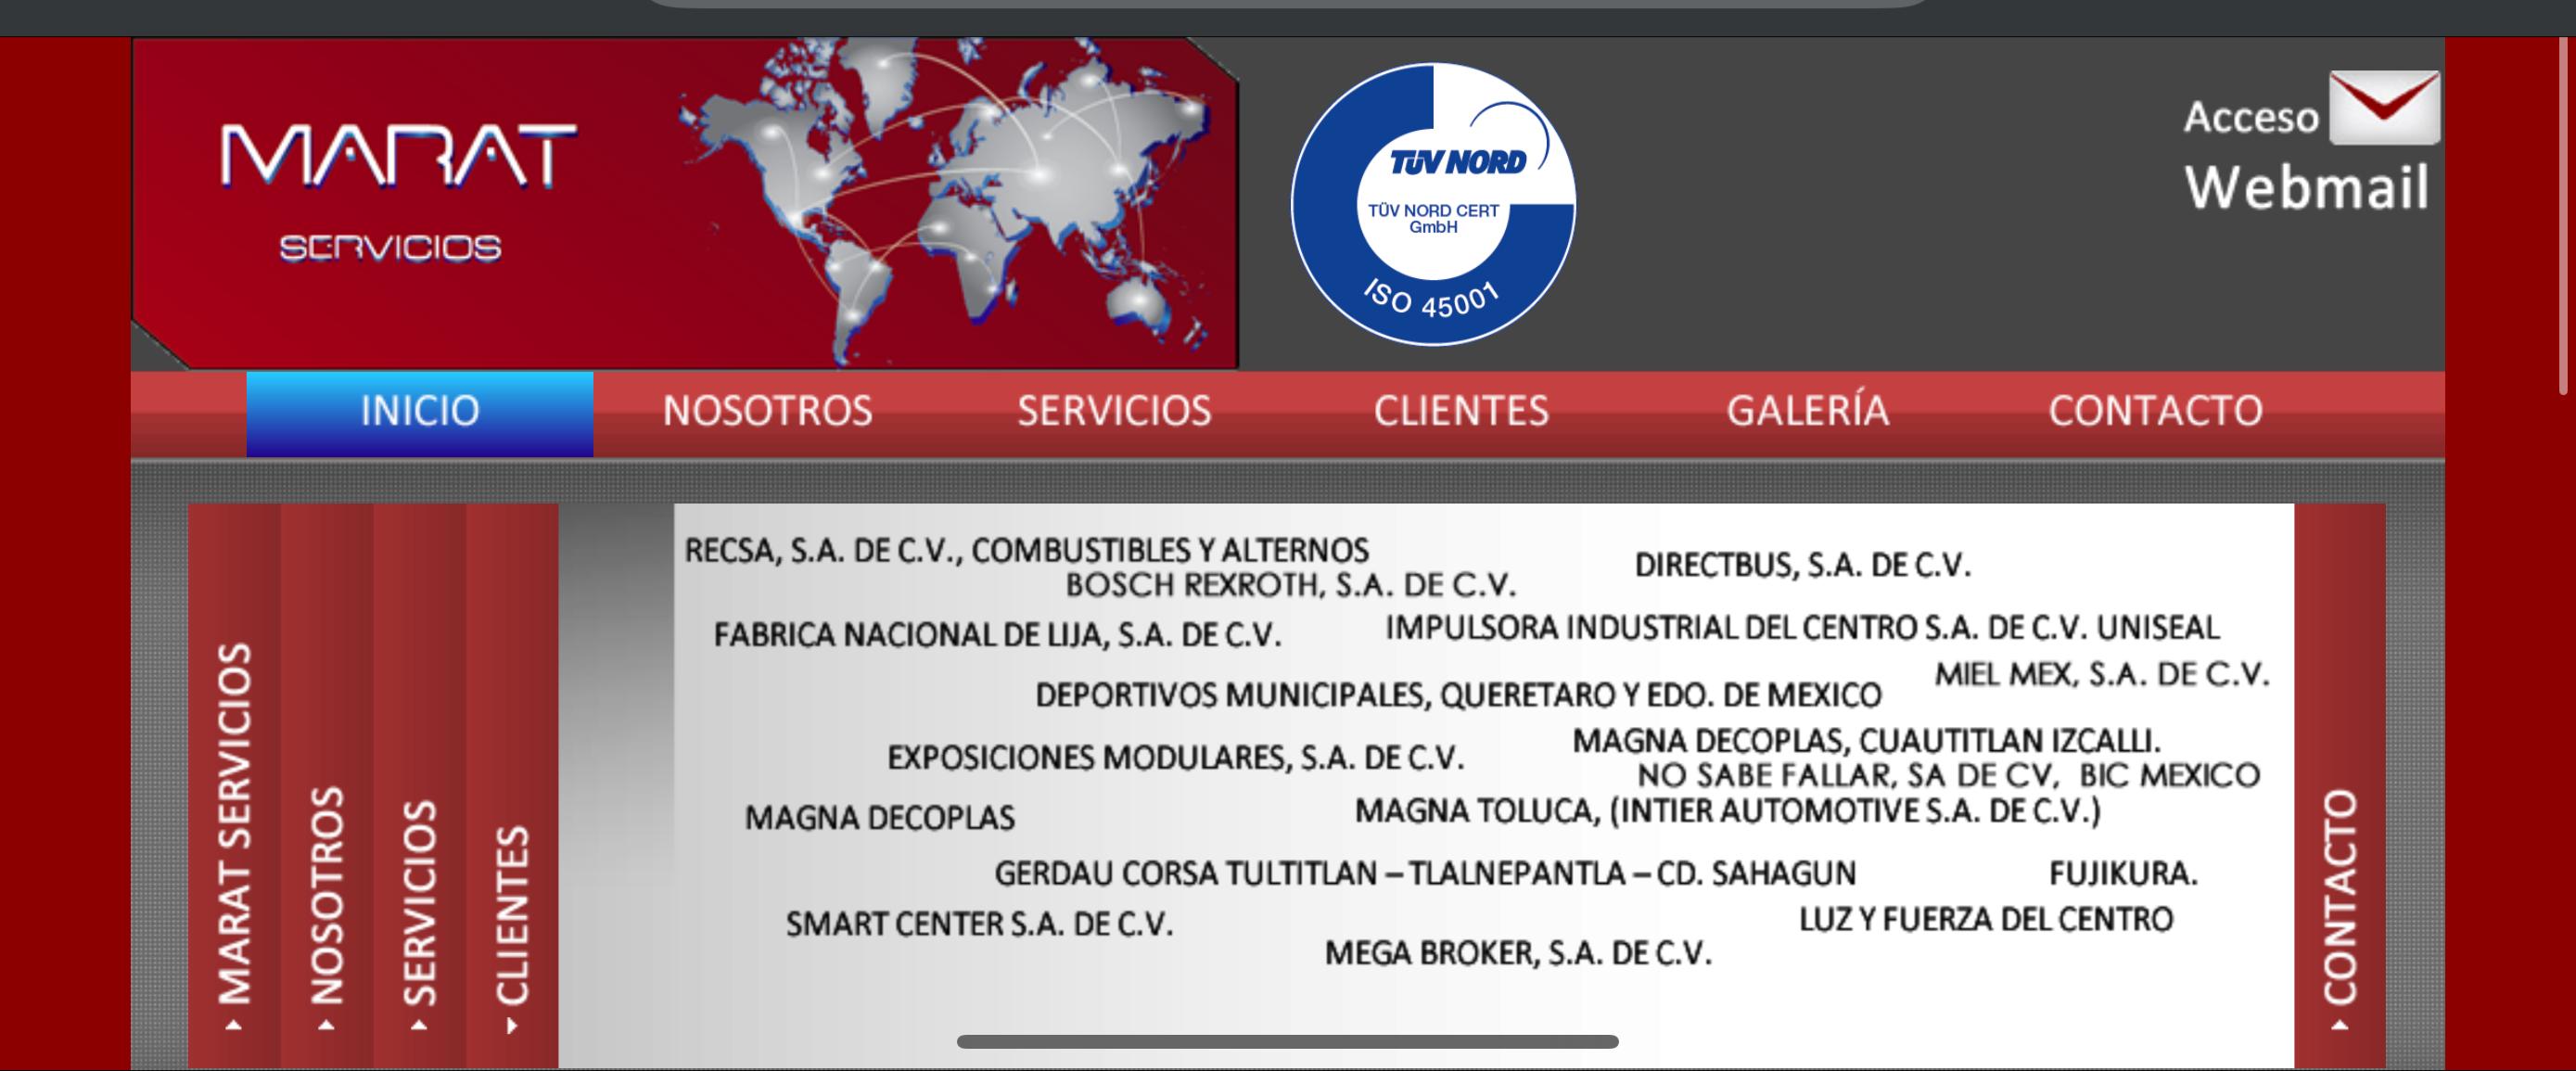 MARAT
SERVICIOS
TÜV NORD
TÜV NORD CERT
GmbH
ISO 45001
Acceso
Webmail
INICIO
NOSOTROS
SERVICIOS
CLIENTES
GALERÍA
CONTACTO
MARAT SERVICIOS
NOSOTROS
SERVICIOS
CLIENTES
RECSA, S.A. DE C.V., COMBUSTIBLES Y ALTERNOS
DIRECTBUS, S.A. DE C.V.
BOSCH REXROTH, S.A. DE C.V.
FABRICA NACIONAL DE LIJA, S.A. DE C.V.
IMPULSORA INDUSTRIAL DEL CENTRO S.A. DE C.V. UNISEAL
MIEL MEX, S.A. DE C.V.
DEPORTIVOS MUNICIPALES, QUERETARO Y EDO. DE MEXICO
MAGNA DECOPLAS, CUAUTITLAN IZCALLI.
EXPOSICIONES MODULARES, S.A. DE C.V.
NO SABE FALLAR, SA DE CV, BIC MEXICO
MAGNA DECOPLAS
MAGNA TOLUCA, (INTIER AUTOMOTIVE S.A. DE C.V.)
GERDAU CORSA TULTITLAN – TLALNEPANTLA – CD. SAHAGUN
FUJIKURA.
SMART CENTER S.A. DE C.V.
LUZ Y FUERZA DEL CENTRO
MEGA BROKER, S.A. DE C.V.
CONTACTO